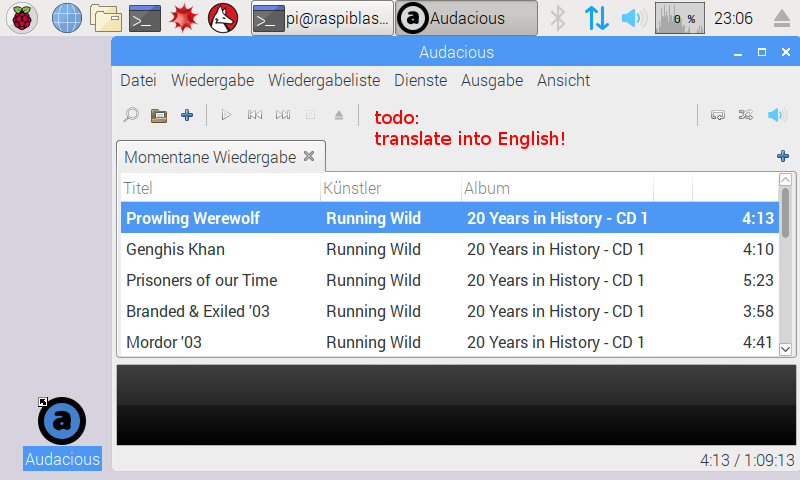 pi@raspiblas...
Audacious
0 %
23:06
Audacious
Datei Wiedergabe Wiedergabeliste Dienste Ausgabe Ansicht
todo:
translate into English!
Momentane Wiedergabe
Titel Künstler Album
Prowling Werewolf Running Wild 20 Years in History - CD 1 4:13
Genghis Khan Running Wild 20 Years in History - CD 1 4:10
Prisoners of our Time Running Wild 20 Years in History - CD 1 5:23
Branded & Exiled '03 Running Wild 20 Years in History - CD 1 3:58
Mordor '03 Running Wild 20 Years in History - CD 1 4:41
a
Audacious
4:13 / 1:09:13